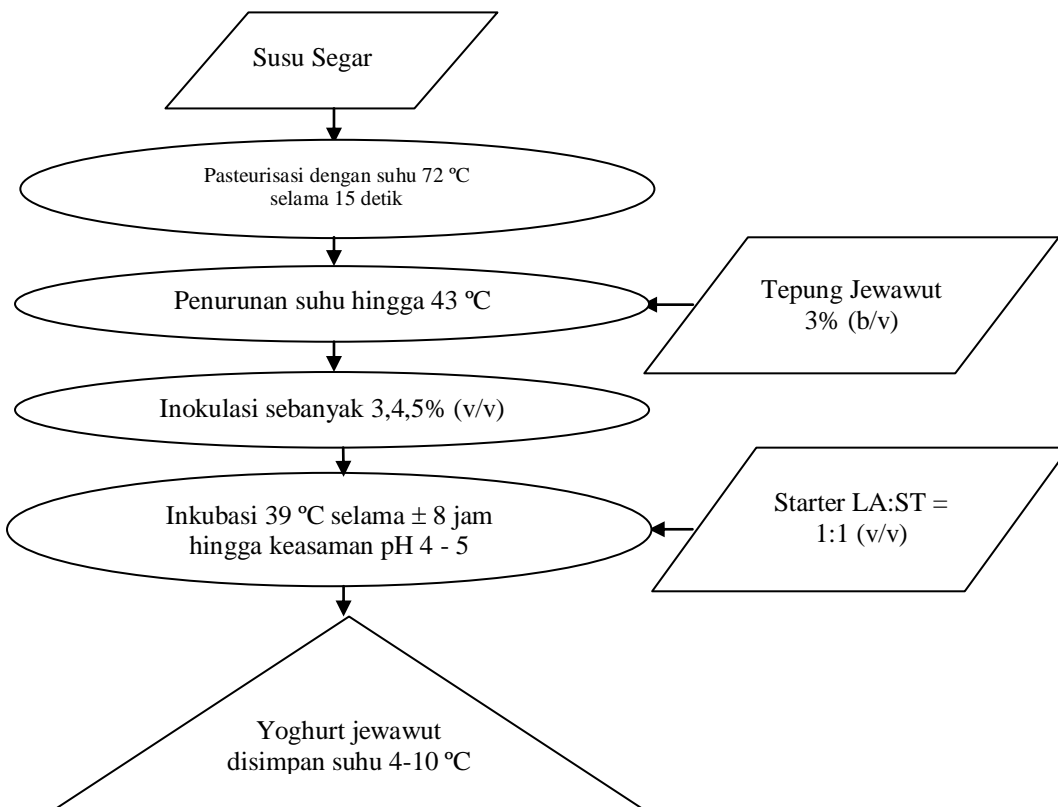 Susu Segar
Pasteurisasi dengan suhu 72 ºC
selama 15 detik
Penurunan suhu hingga 43 ºC
Tepung Jewawut
3% (b/v)
Inokulasi sebanyak 3,4,5% (v/v)
Inkubasi 39 ºC selama ± 8 jam
hingga keasaman pH 4 - 5
Starter LA:ST =
1:1 (v/v)
Yoghurt jewawut
disimpan suhu 4-10 ºC